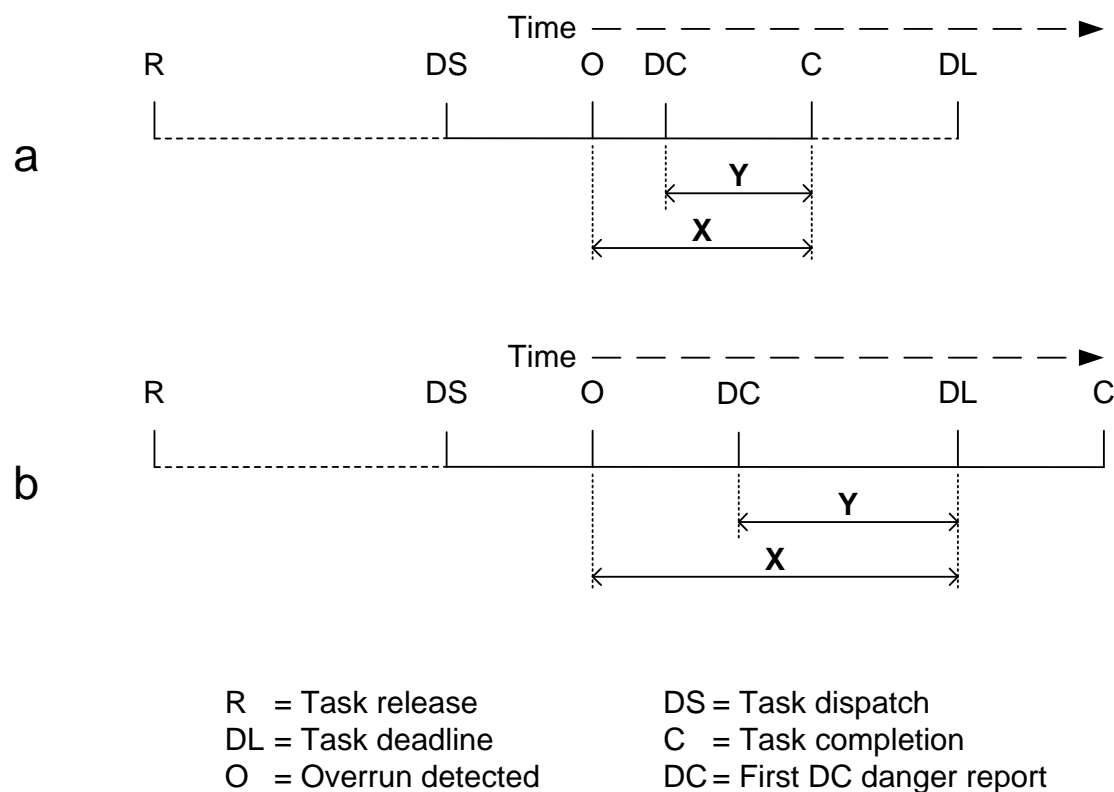 Time
R DS O DC C DL
a
Y
X
Time
R DS O DC DL C
b
Y
X
R = Task release DS = Task dispatch
DL = Task deadline C = Task completion
O = Overrun detected DC = First DC danger report